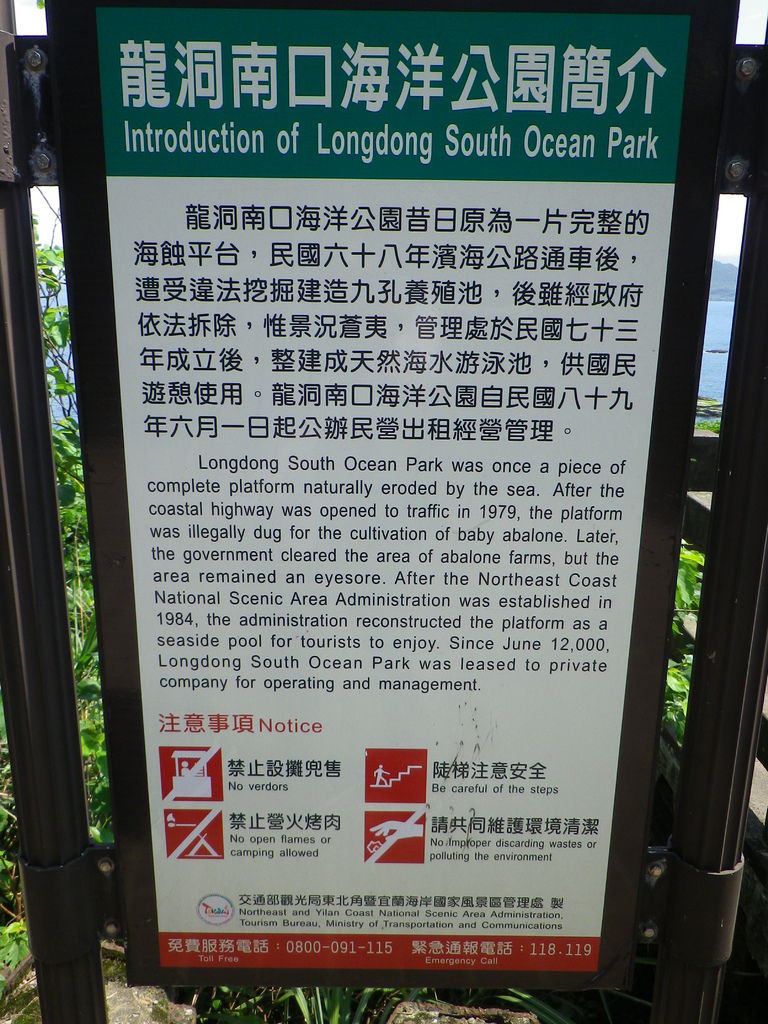 龍洞南口海洋公園簡介
Introduction of Longdong South Ocean Park
龍洞南口海洋公園昔日原為一片完整的
海蝕平台，民國六十八年濱海公路通車後，
遭受違法挖掘建造九孔養殖池，後雖經政府
依法拆除，惟景況蒼夷，管理處於民國七十三
年成立後，整建成天然海水游泳池，供國民
遊憩使用。龍洞南口海洋公園自民國八十九
年六月一日起公辦民營出租經營管理。
Longdong South Ocean Park was once a piece of
complete platform naturally eroded by the sea. After the
coastal highway was opened to traffic in 1979, the platform
was illegally dug for the cultivation of baby abalone. Later,
the government cleared the area of abalone farms, but the
area remained an eyesore. After the Northeast Coast
National Scenic Area Administration was established in
1984, the administration reconstructed the platform as a
seaside pool for tourists to enjoy. Since June 12,000,
Longdong South Ocean Park was leased to private
company for operating and management.
注意事項 Notice
禁止設攤兜售
No verdors
陡梯注意安全
Be careful of the steps
禁止營火烤肉
No open flames or
camping allowed
請共同維護環境清潔
No improper discarding wastes or
polluting the environment
Taiwan
交通部觀光局東北角暨宜蘭海岸國家風景區管理處 製
Northeast and Yilan Coast National Scenic Area Administration,
Tourism Bureau, Ministry of Transportation and Communications
免費服務電話：0800-091-115 緊急通報電話：118.119
Toll Free Emergency Call